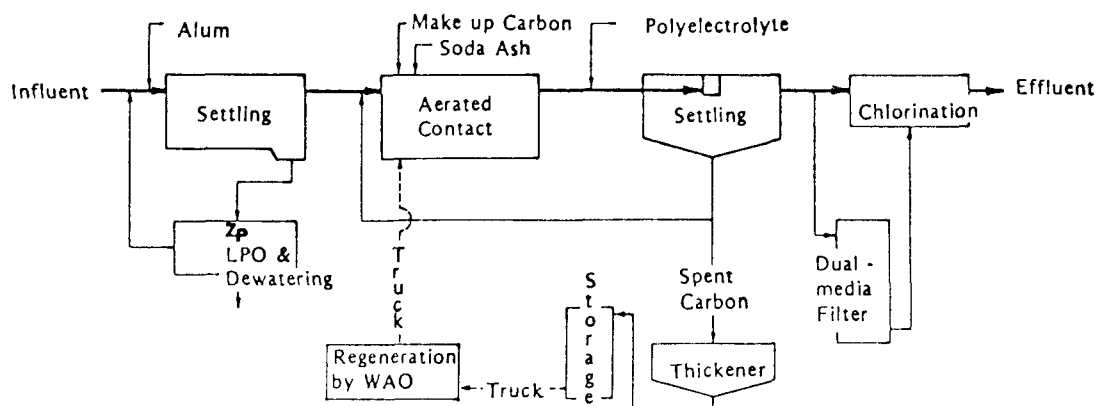 Alum
Make up Carbon
Soda Ash
Polyelectrolyte
Influent
Settling
Aerated
Contact
Settling
Chlorination
Effluent
Zp
LPO &
Dewatering
Truck
Spent
Carbon
Dual-
media
Filter
Storage
Regeneration
by WAO
Truck
Thickener